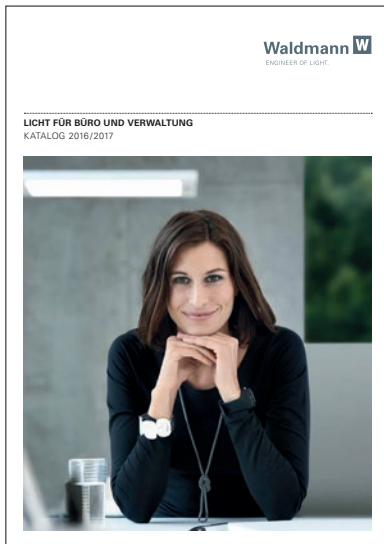 Waldmann W
ENGINEER OF LIGHT.
LICHT FÜR BÜRO UND VERWALTUNG
KATALOG 2016/2017